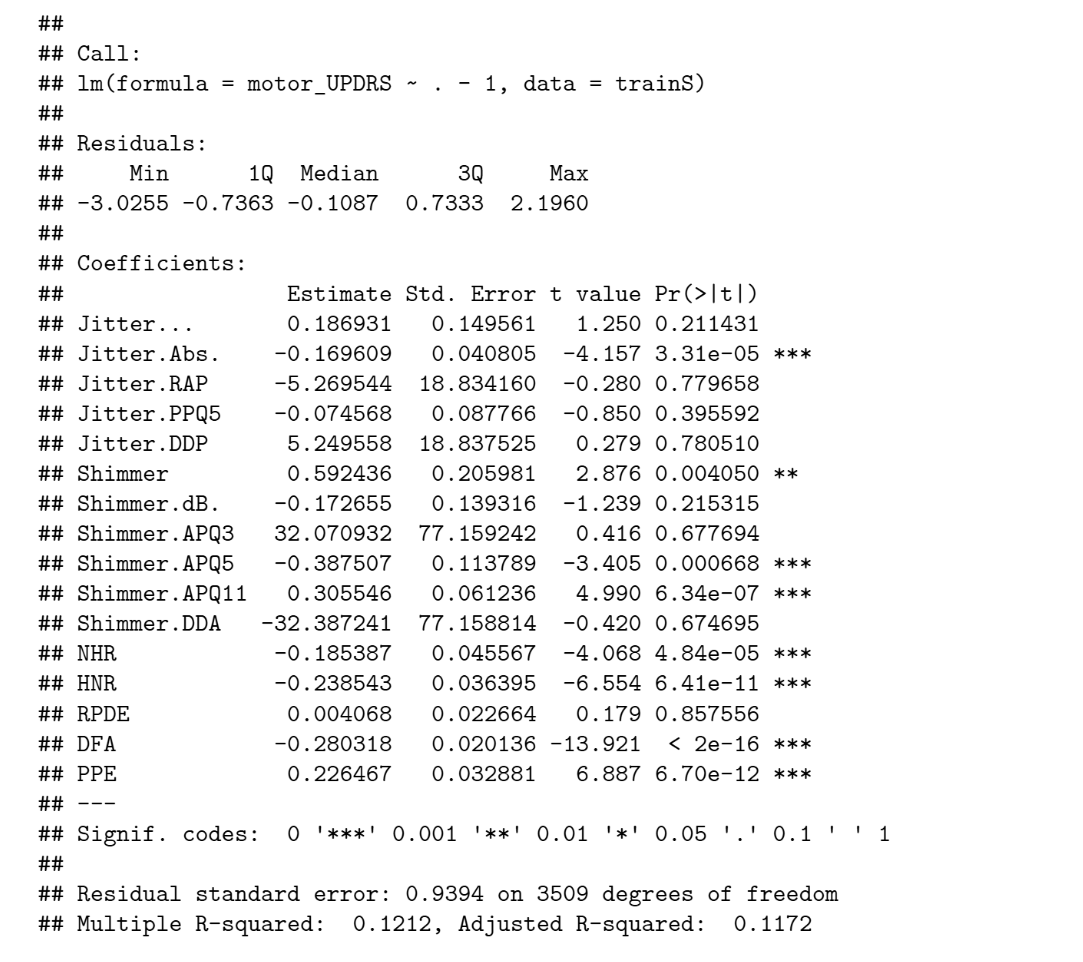 ##
## Call:
## lm(formula = motor_UPDRS ~ . - 1, data = trainS)
##
## Residuals:
##     Min      1Q  Median      3Q     Max
## -3.0255 -0.7363 -0.1087  0.7333  2.1960
##
## Coefficients:
##                 Estimate Std. Error t value Pr(>|t|)
## Jitter...       0.186931   0.149561   1.250 0.211431
## Jitter.Abs.    -0.169609   0.040805  -4.157 3.31e-05 ***
## Jitter.RAP     -5.269544  18.834160  -0.280 0.779658
## Jitter.PPQ5    -0.074568   0.087766  -0.850 0.395592
## Jitter.DDP      5.249558  18.837525   0.279 0.780510
## Shimmer         0.592436   0.205981   2.876 0.004050 **
## Shimmer.dB.    -0.172655   0.139316  -1.239 0.215315
## Shimmer.APQ3   32.070932  77.159242   0.416 0.677694
## Shimmer.APQ5   -0.387507   0.113789  -3.405 0.000668 ***
## Shimmer.APQ11   0.305546   0.061236   4.990 6.34e-07 ***
## Shimmer.DDA   -32.387241  77.158814  -0.420 0.674695
## NHR            -0.185387   0.045567  -4.068 4.84e-05 ***
## HNR            -0.238543   0.036395  -6.554 6.41e-11 ***
## RPDE            0.004068   0.022664   0.179 0.857556
## DFA            -0.280318   0.020136 -13.921  < 2e-16 ***
## PPE             0.226467   0.032881   6.887 6.70e-12 ***
## ---
## Signif. codes:  0 '***' 0.001 '**' 0.01 '*' 0.05 '.' 0.1 ' ' 1
##
## Residual standard error: 0.9394 on 3509 degrees of freedom
## Multiple R-squared:  0.1212, Adjusted R-squared:  0.1172